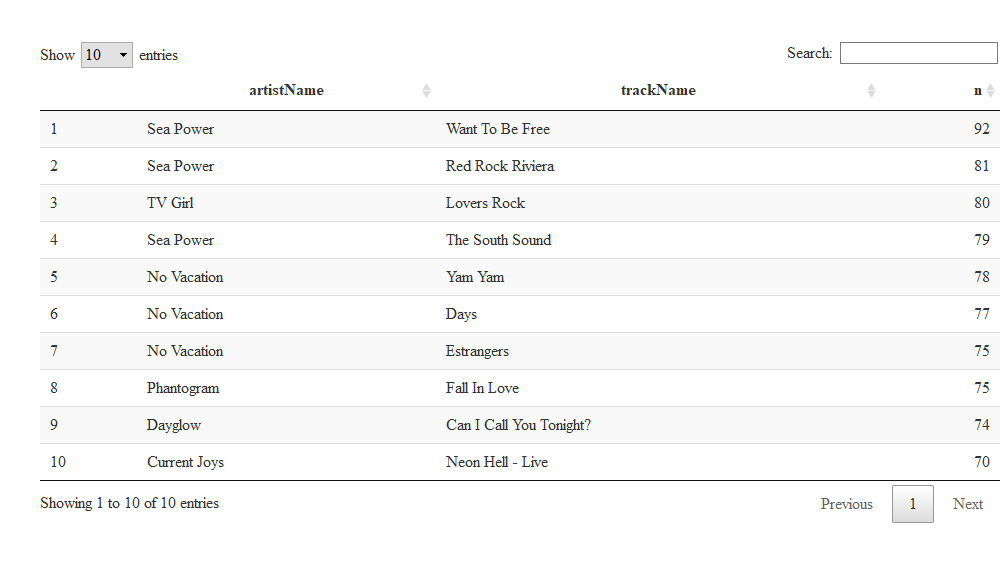 Show 10 entries Search:
artistName trackName n
1 Sea Power Want To Be Free 92
2 Sea Power Red Rock Riviera 81
3 TV Girl Lovers Rock 80
4 Sea Power The South Sound 79
5 No Vacation Yam Yam 78
6 No Vacation Days 77
7 No Vacation Estrangers 75
8 Phantogram Fall In Love 75
9 Dayglow Can I Call You Tonight? 74
10 Current Joys Neon Hell - Live 70
Showing 1 to 10 of 10 entries Previous 1 Next